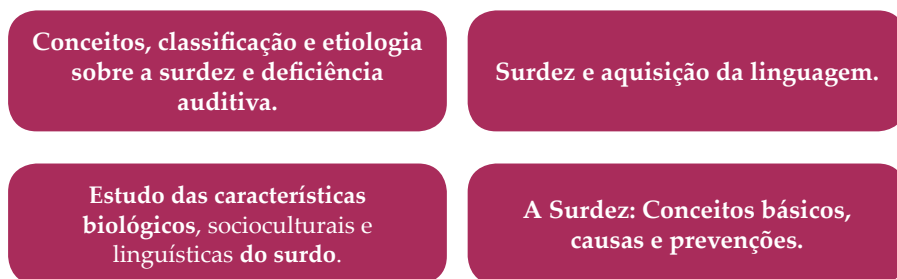 Conceitos, classificação e etiologia
sobre a surdez e deficiência
auditiva.
Surdez e aquisição da linguagem.
Estudo das características
biológicos, socioculturais e
linguísticas do surdo.
A Surdez: Conceitos básicos,
causas e prevenções.